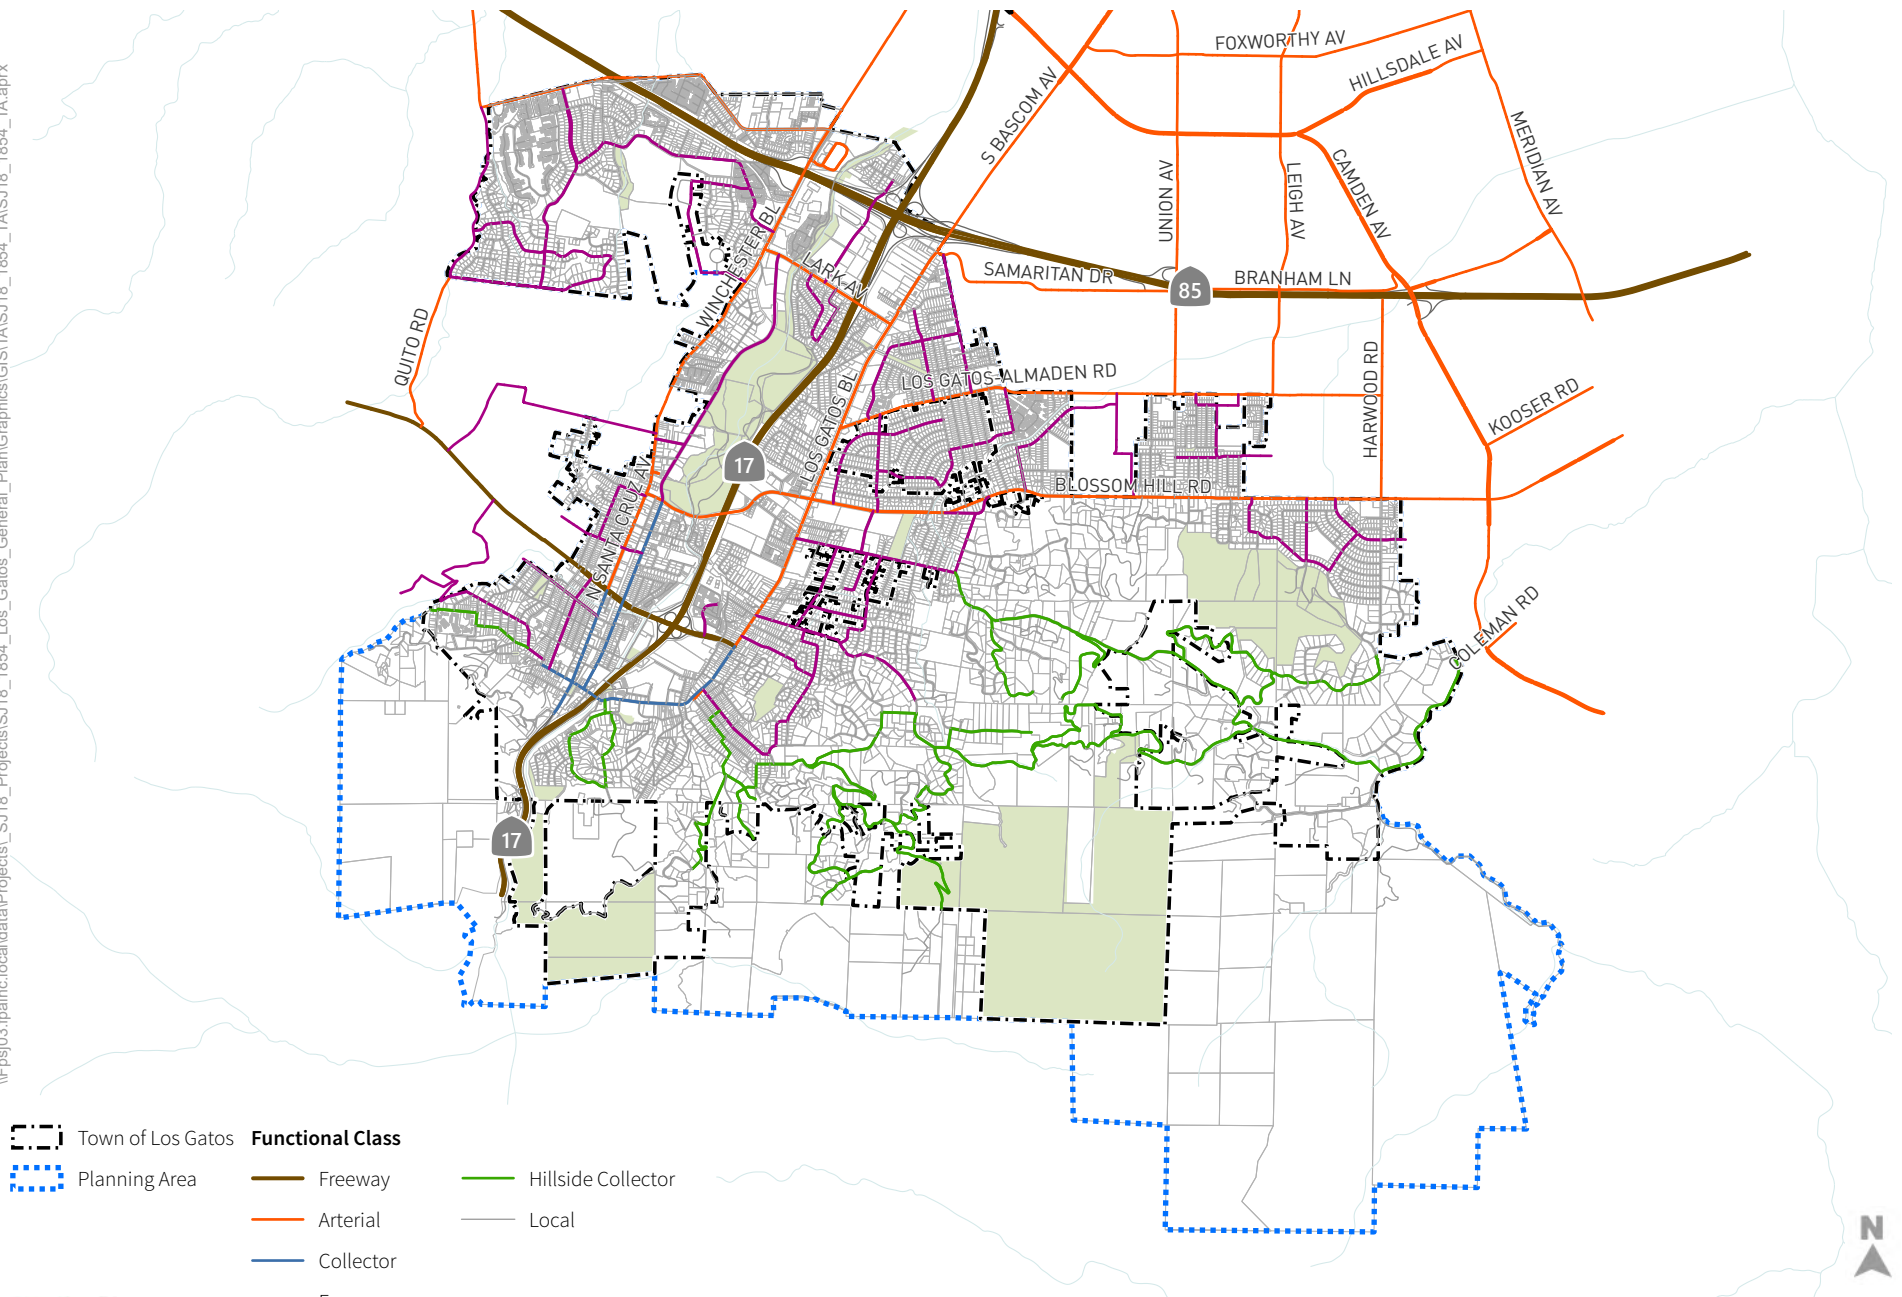 FOXWORTHY AV
HILLSDALE AV
S BASCOM AV
MERIDIAN AV
UNION AV
LEIGH AV
CAMDEN AV
WINCHESTER BL
LARK AV
SAMARITAN DR
85
BRANHAM LN
QUITO RD
LOS GATOS-ALMADEN RD
HARWOOD RD
KOOSER RD
LOS GATOS BL
17
BLOSSOM HILL RD
N SANTA CRUZ AV
COLEMAN RD
17
Town of Los Gatos
Planning Area
Functional Class
Freeway
Arterial
Collector
Hillside Collector
Local
N